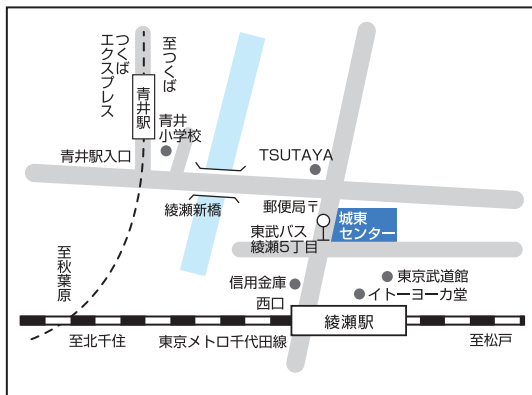 つくば
エクスプレス
至つくば
青井駅
青井
小学校
青井駅入口
TSUTAYA
綾瀬新橋
郵便局〒
東武バス
綾瀬5丁目
城東
センター
至秋葉原
信用金庫
西口
東京武道館
イトーヨーカ堂
綾瀬駅
至北千住
東京メトロ千代田線
至松戸